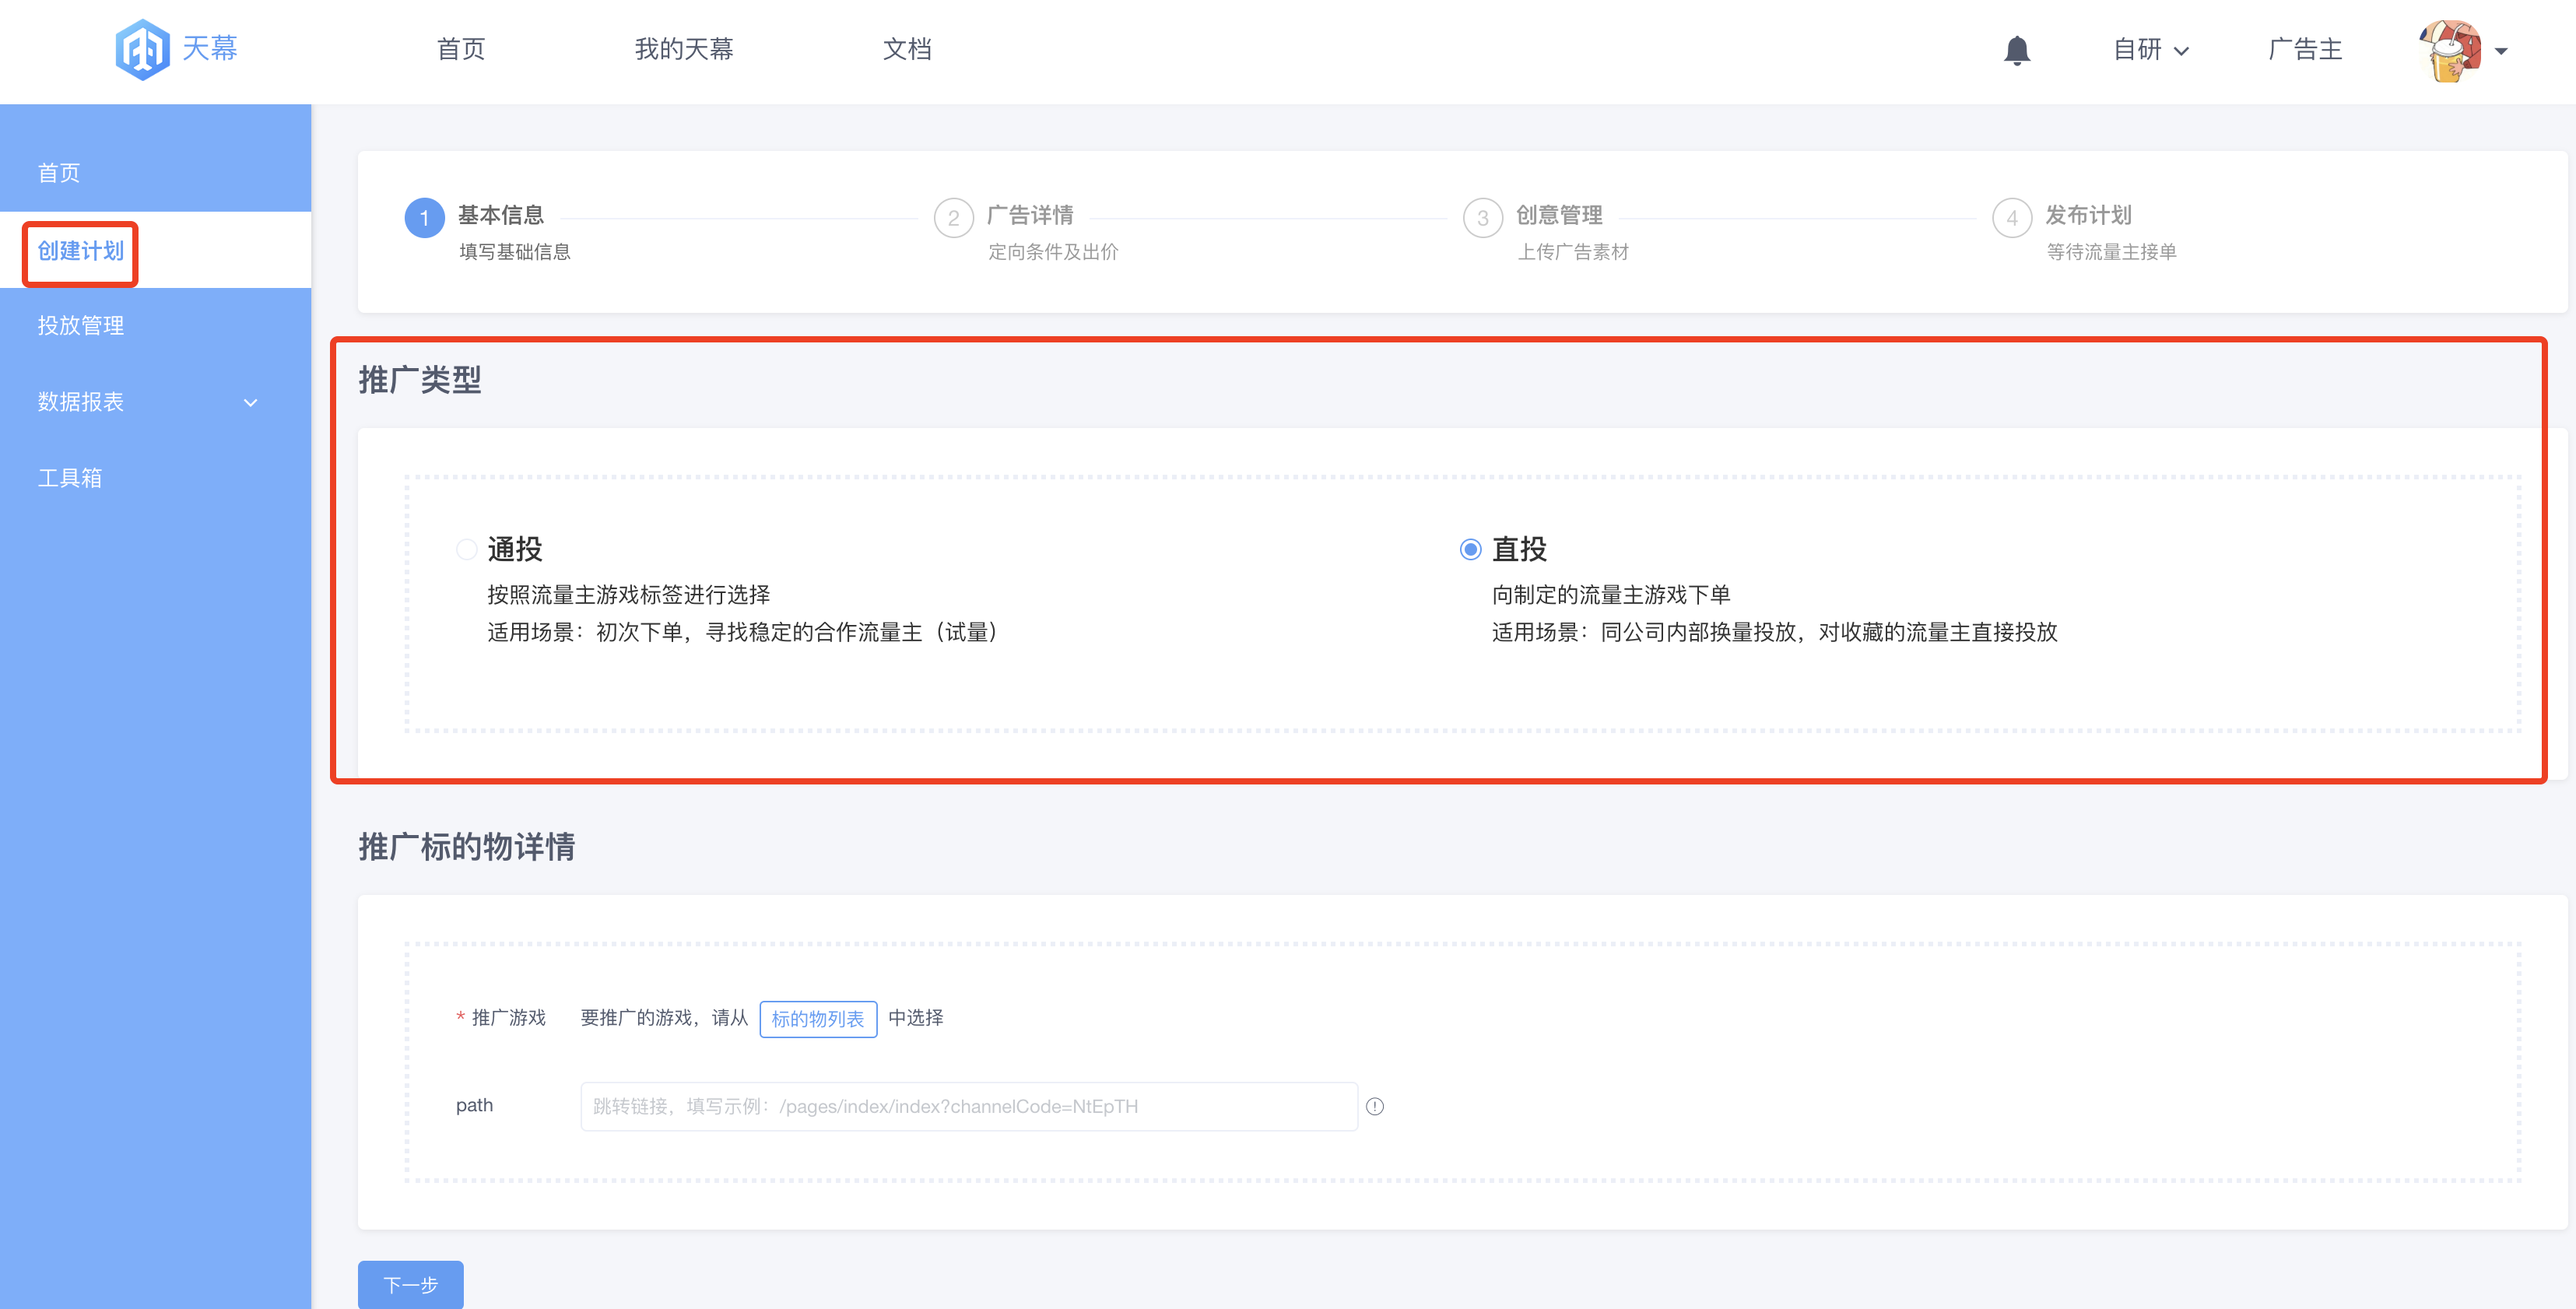 天幕
首页
我的天幕
文档
自研
广告主
首页
创建计划
投放管理
数据报表
工具箱
1 基本信息
填写基础信息
2 广告详情
定向条件及出价
3 创意管理
上传广告素材
4 发布计划
等待流量主接单
推广类型
通投
按照流量主游戏标签进行选择
适用场景：初次下单，寻找稳定的合作流量主（试量）
直投
向制定的流量主游戏下单
适用场景：同公司内部换量投放，对收藏的流量主直接投放
推广标的物详情
* 推广游戏 要推广的游戏，请从 标的物列表 中选择
path 跳转链接，填写示例：/pages/index/index?channelCode=NtEpTH
下一步